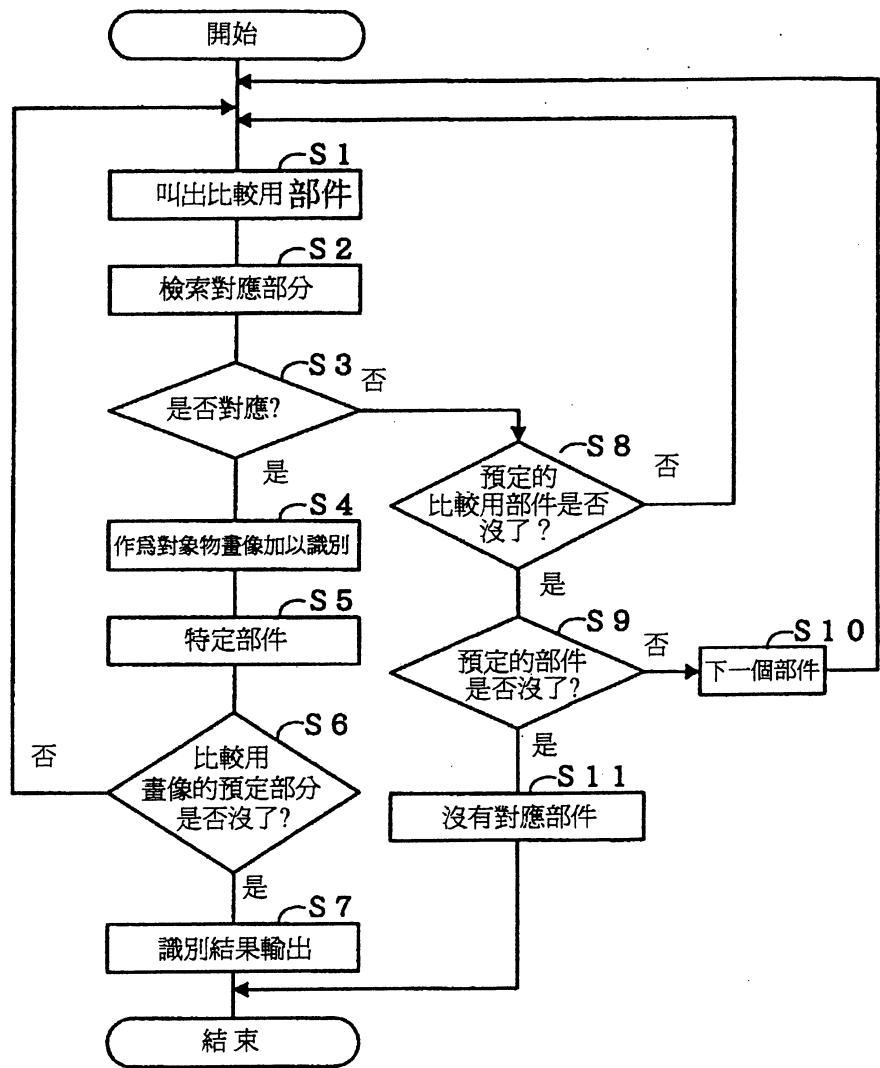 開始
S1
叫出比較用部件
S2
檢索對應部分
S3
否
是否對應?
是
S8
否
預定的
比較用部件是否
沒了？
是
S4
作爲對象物畫像加以識別
S5
特定部件
S9
否
預定的部件
是否沒了?
是
S10
下一個部件
S6
否
比較用
畫像的預定部分
是否沒了?
是
S11
沒有對應部件
S7
識別結果輸出
結束